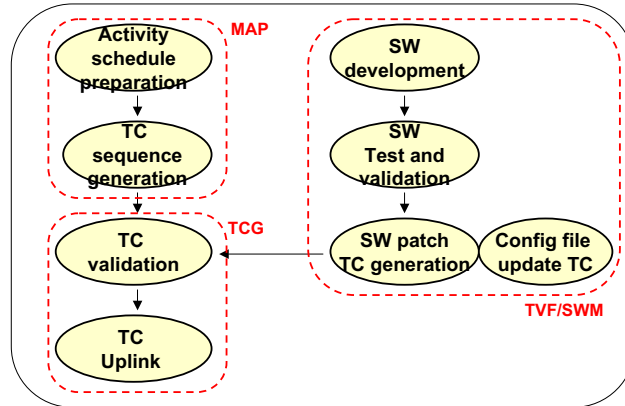 Activity
schedule
preparation
MAP
TC
sequence
generation
TCG
TC
validation
TC
Uplink
SW
development
SW
Test and
validation
SW patch
TC generation
Config file
update TC
TVF/SWM